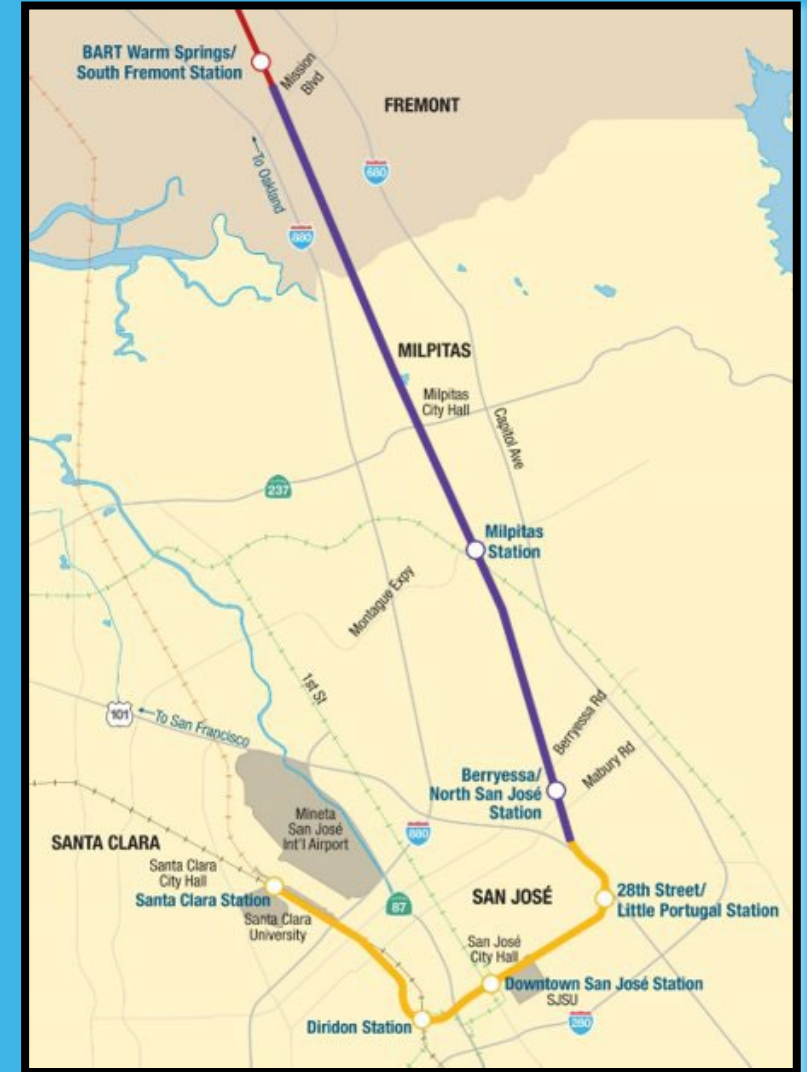 BART Warm Springs/
South Fremont Station
Mission
Blvd
FREMONT
To Oakland
680
880
MILPITAS
Milpitas
City Hall
Capitol Ave
237
Milpitas
Station
Montague Expy
1st St
101
To San Francisco
Berryessa Rd
Mabury Rd
Berryessa/
North San José
Station
Mineta
San José
Int'l Airport
880
SANTA CLARA
Santa Clara
City Hall
Santa Clara Station
Santa Clara
University
87
SAN JOSÉ
28th Street/
Little Portugal Station
San José
City Hall
Downtown San José Station
SJSU
Diridon Station
280